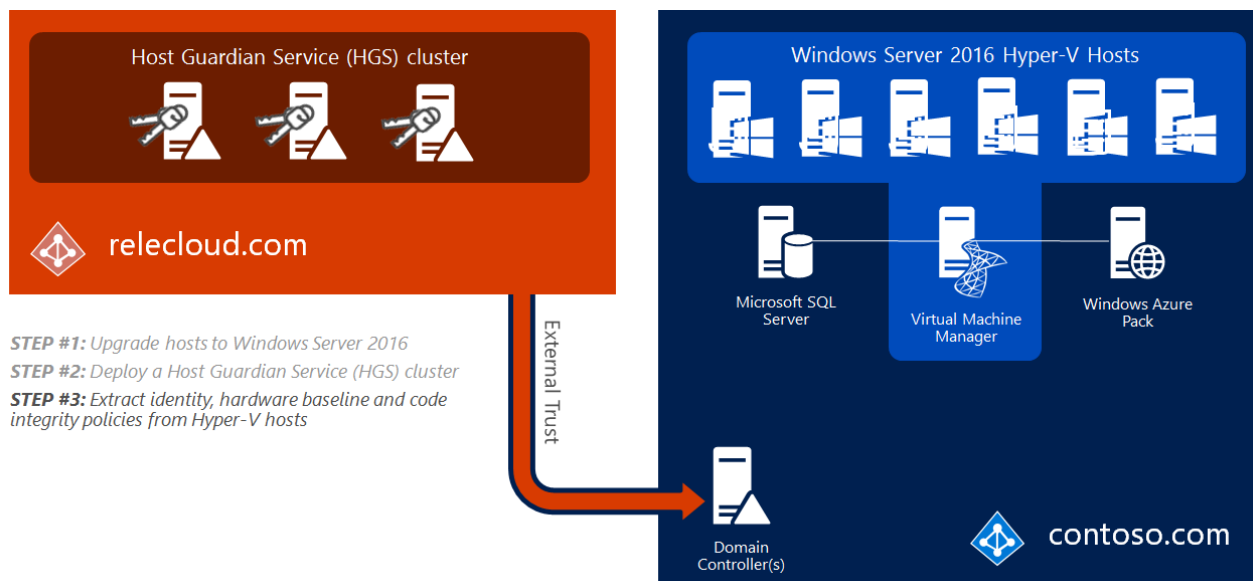 Host Guardian Service (HGS) cluster
relecloud.com
STEP #1: Upgrade hosts to Windows Server 2016
STEP #2: Deploy a Host Guardian Service (HGS) cluster
STEP #3: Extract identity, hardware baseline and code
integrity policies from Hyper-V hosts
External Trust
Windows Server 2016 Hyper-V Hosts
Microsoft SQL
Server
Virtual Machine
Manager
Windows Azure
Pack
Domain
Controller(s)
contoso.com